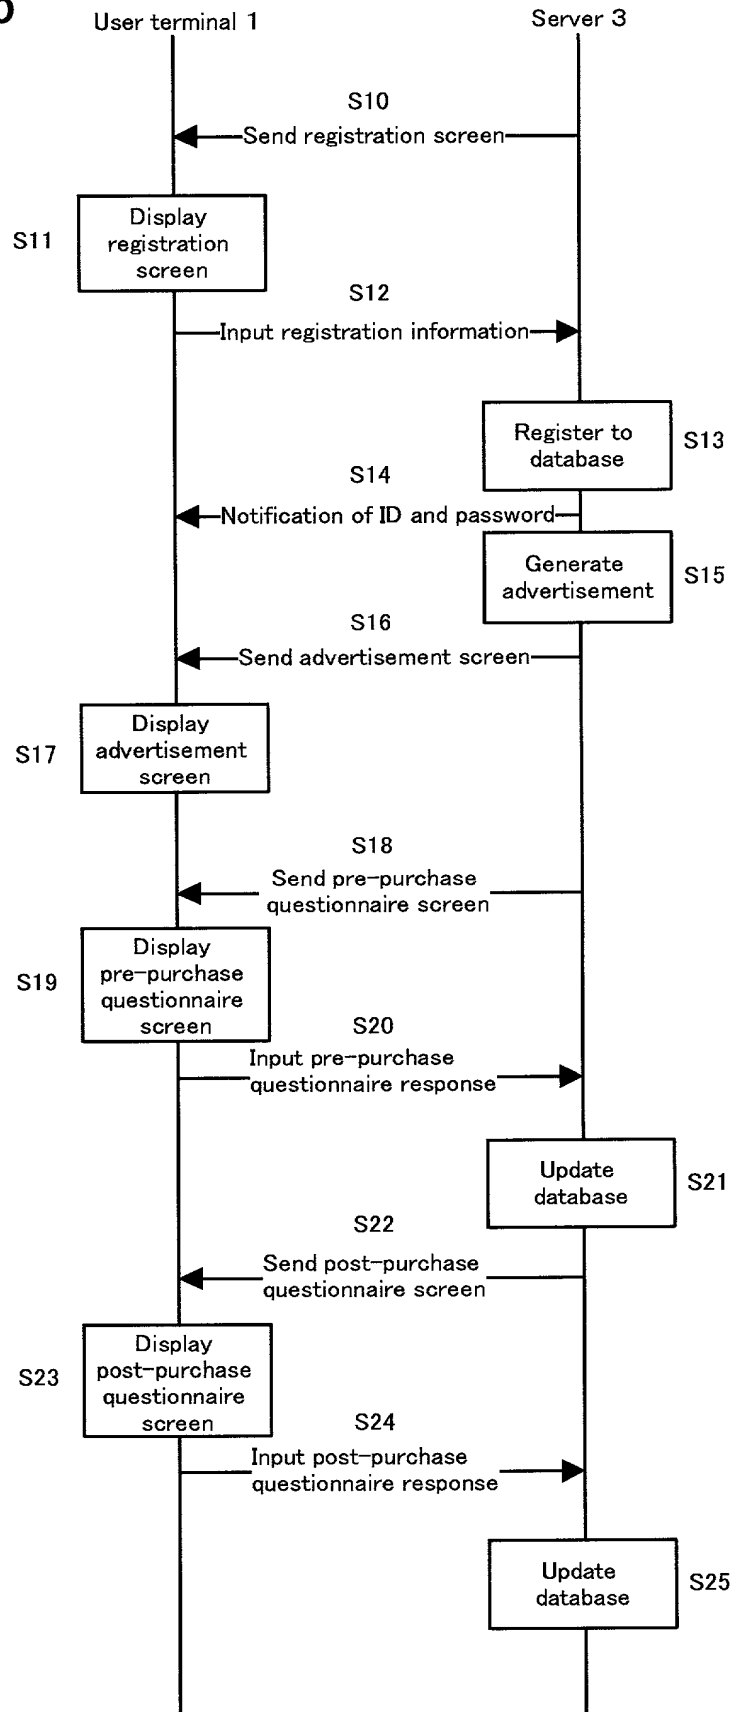 User terminal 1
Server 3
S10
Send registration screen
S11
Display
registration
screen
S12
Input registration information
Register to
database
S13
S14
Notification of ID and password
Generate
advertisement
S15
S16
Send advertisement screen
S17
Display
advertisement
screen
S18
Send pre-purchase
questionnaire screen
S19
Display
pre-purchase
questionnaire
screen
S20
Input pre-purchase
questionnaire response
Update
database
S21
S22
Send post-purchase
questionnaire screen
S23
Display
post-purchase
questionnaire
screen
S24
Input post-purchase
questionnaire response
Update
database
S25